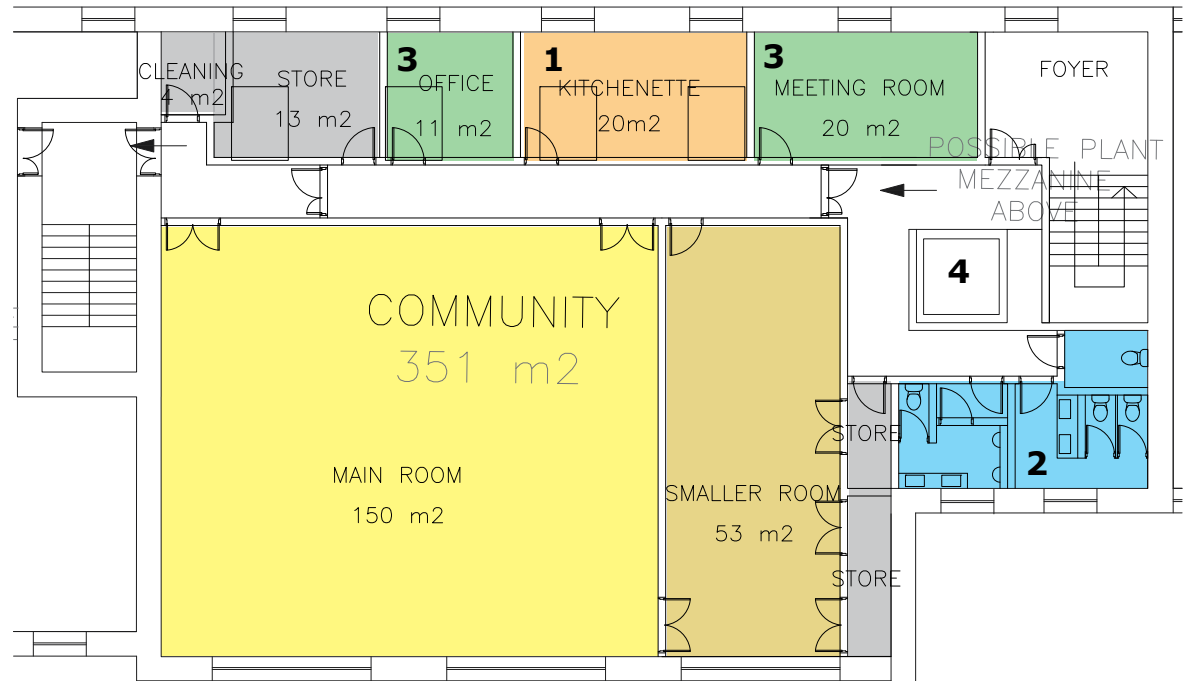 CLEANING
4 m2
STORE
13 m2
3
OFFICE
11 m2
1
KITCHENETTE
20m2
3
MEETING ROOM
20 m2
FOYER
POSSIBLE PLANT
MEZZANINE
ABOVE
4
COMMUNITY
351 m2
MAIN ROOM
150 m2
SMALLER ROOM
53 m2
STORE
STORE
2